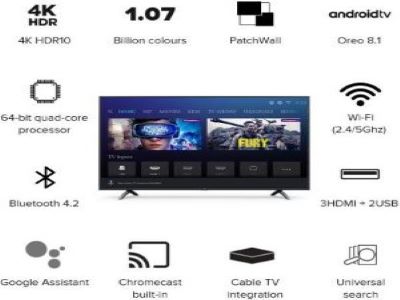 4K
HDR
4K HDR10
1.07
Billion colours
PatchWall
androidtv
Oreo 8.1
64-bit quad-core
processor
FURY
Wi-Fi
(2.4/5Ghz)
Bluetooth 4.2
3HDMI + 2USB
Google Assistant
Chromecast
built-in
Cable TV
integration
Universal
search